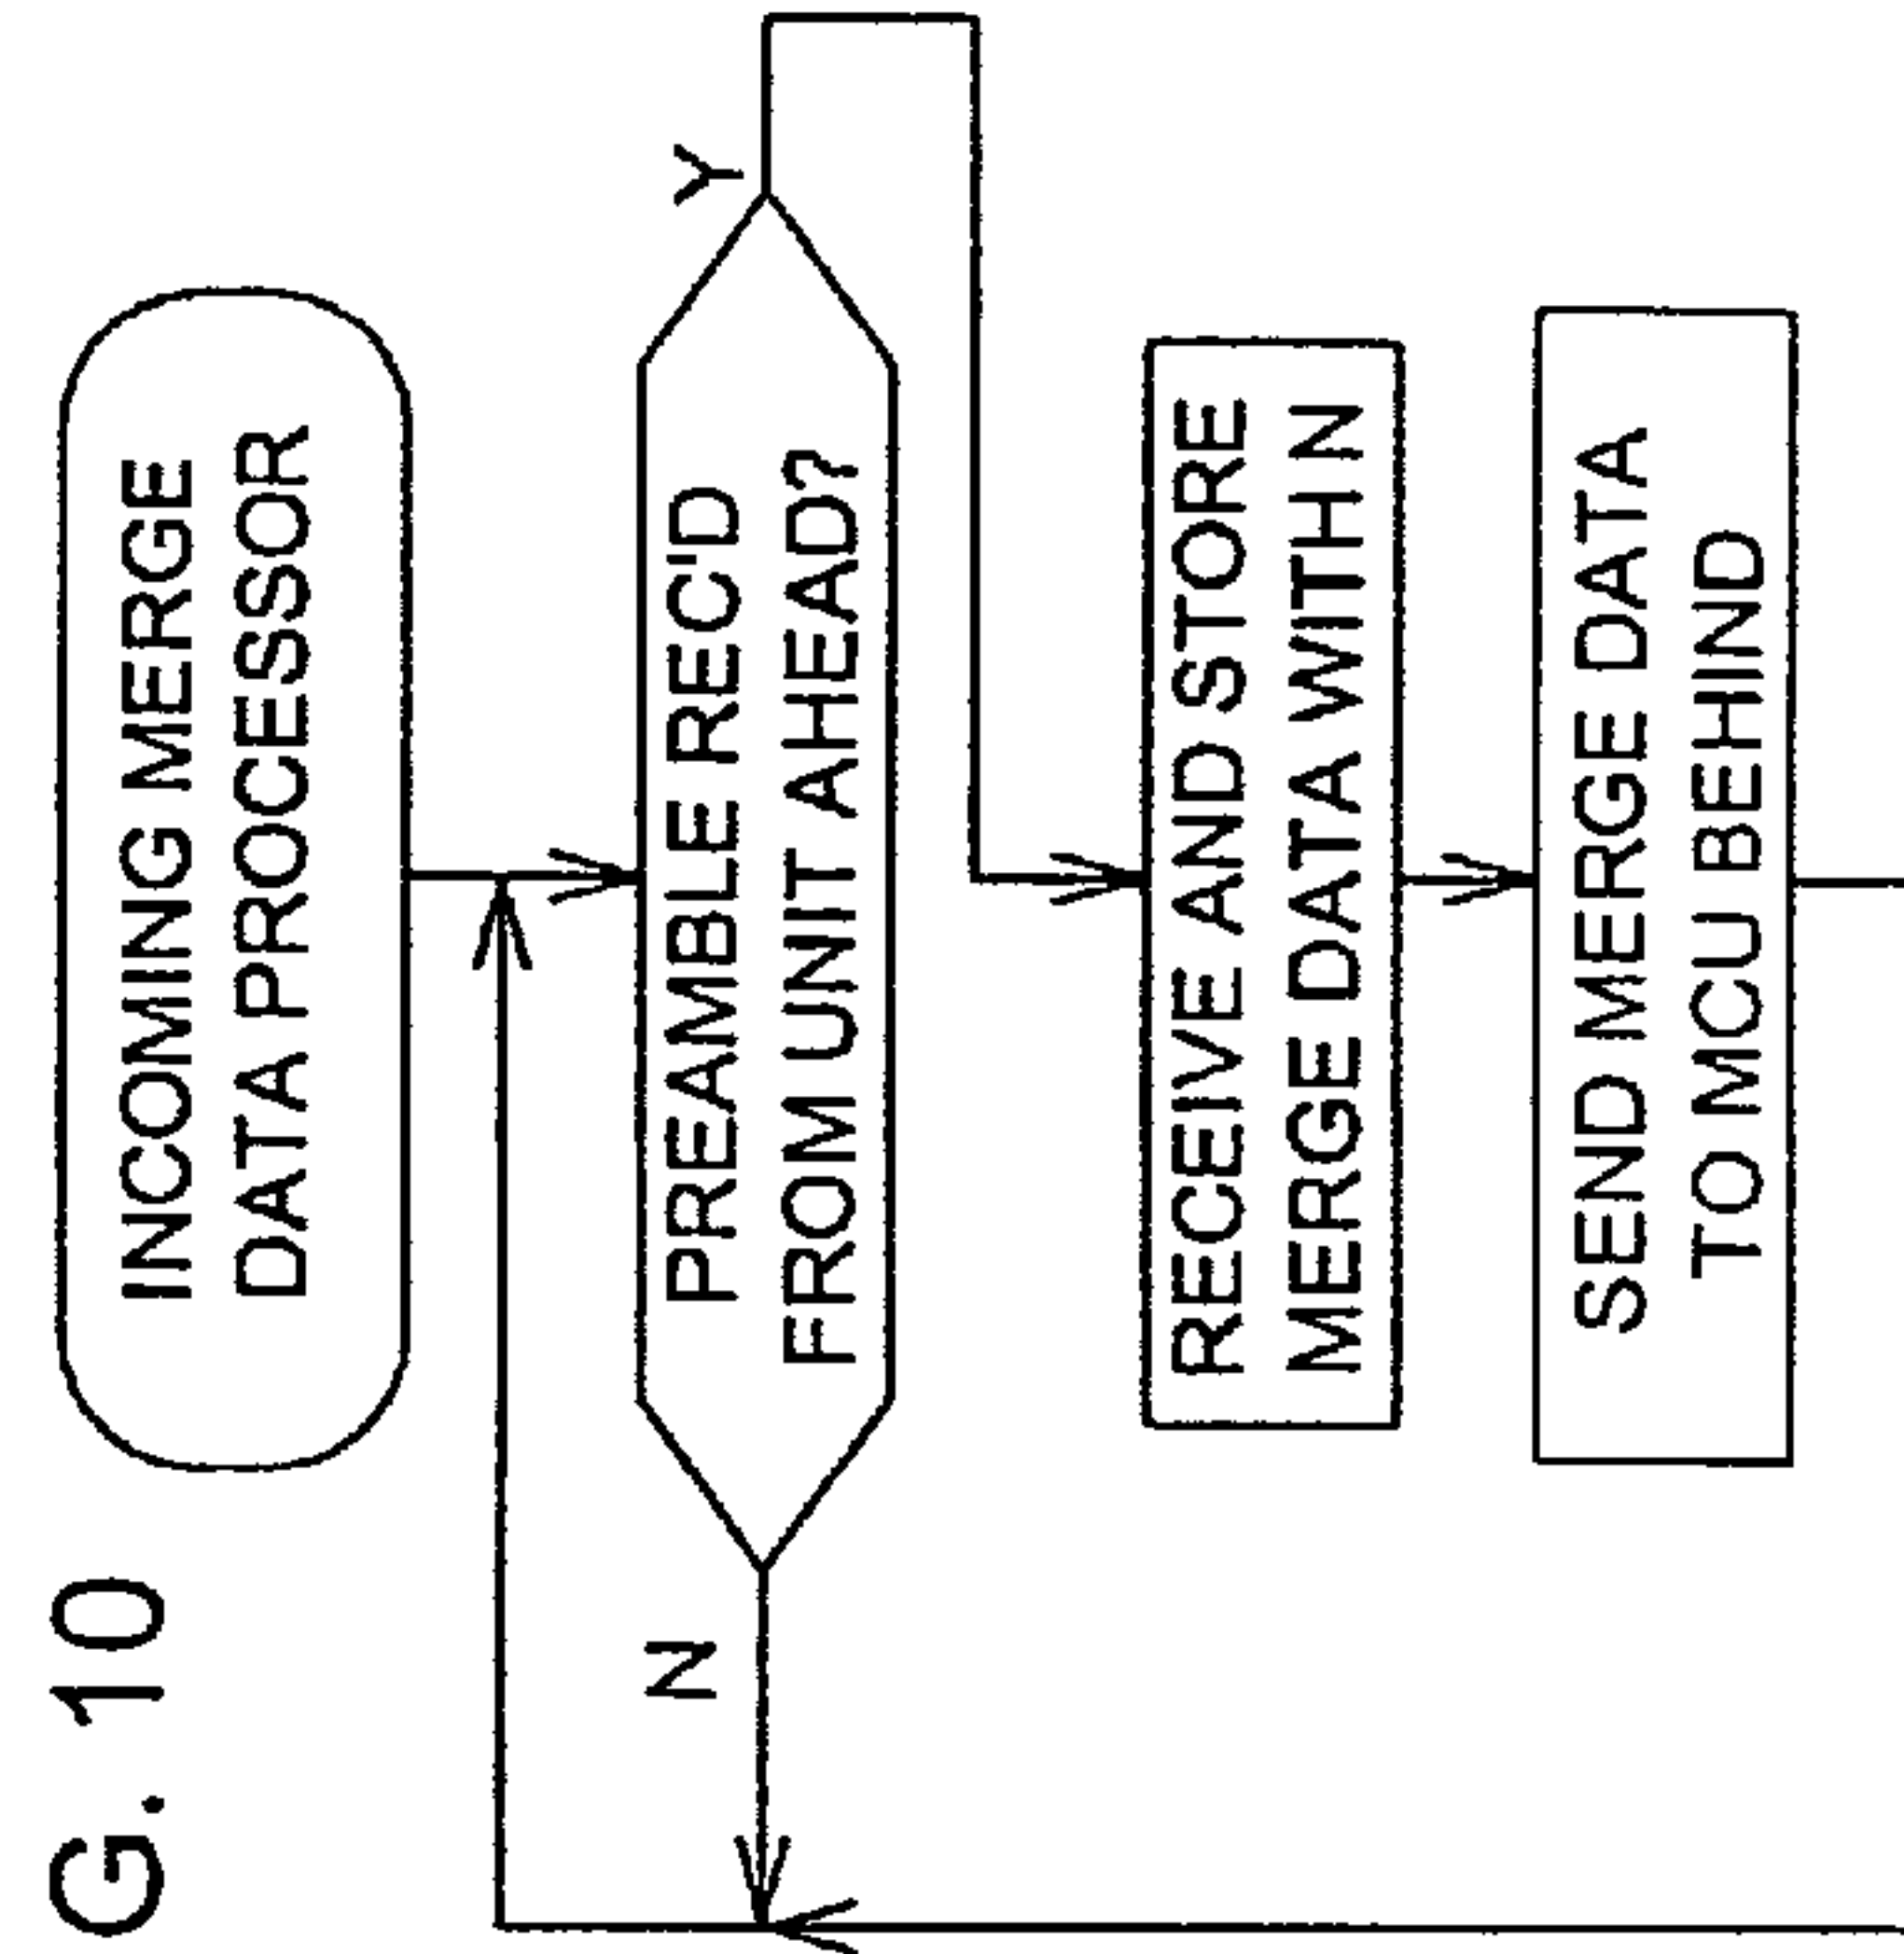 G. 10
INCOMING MERGE
DATA PROCESSOR
PREAMBLE REC'D
FROM UNIT AHEAD?
Y
N
RECEIVE AND STORE
MERGE DATA WITH N
SEND MERGE DATA
TO MCU BEHIND